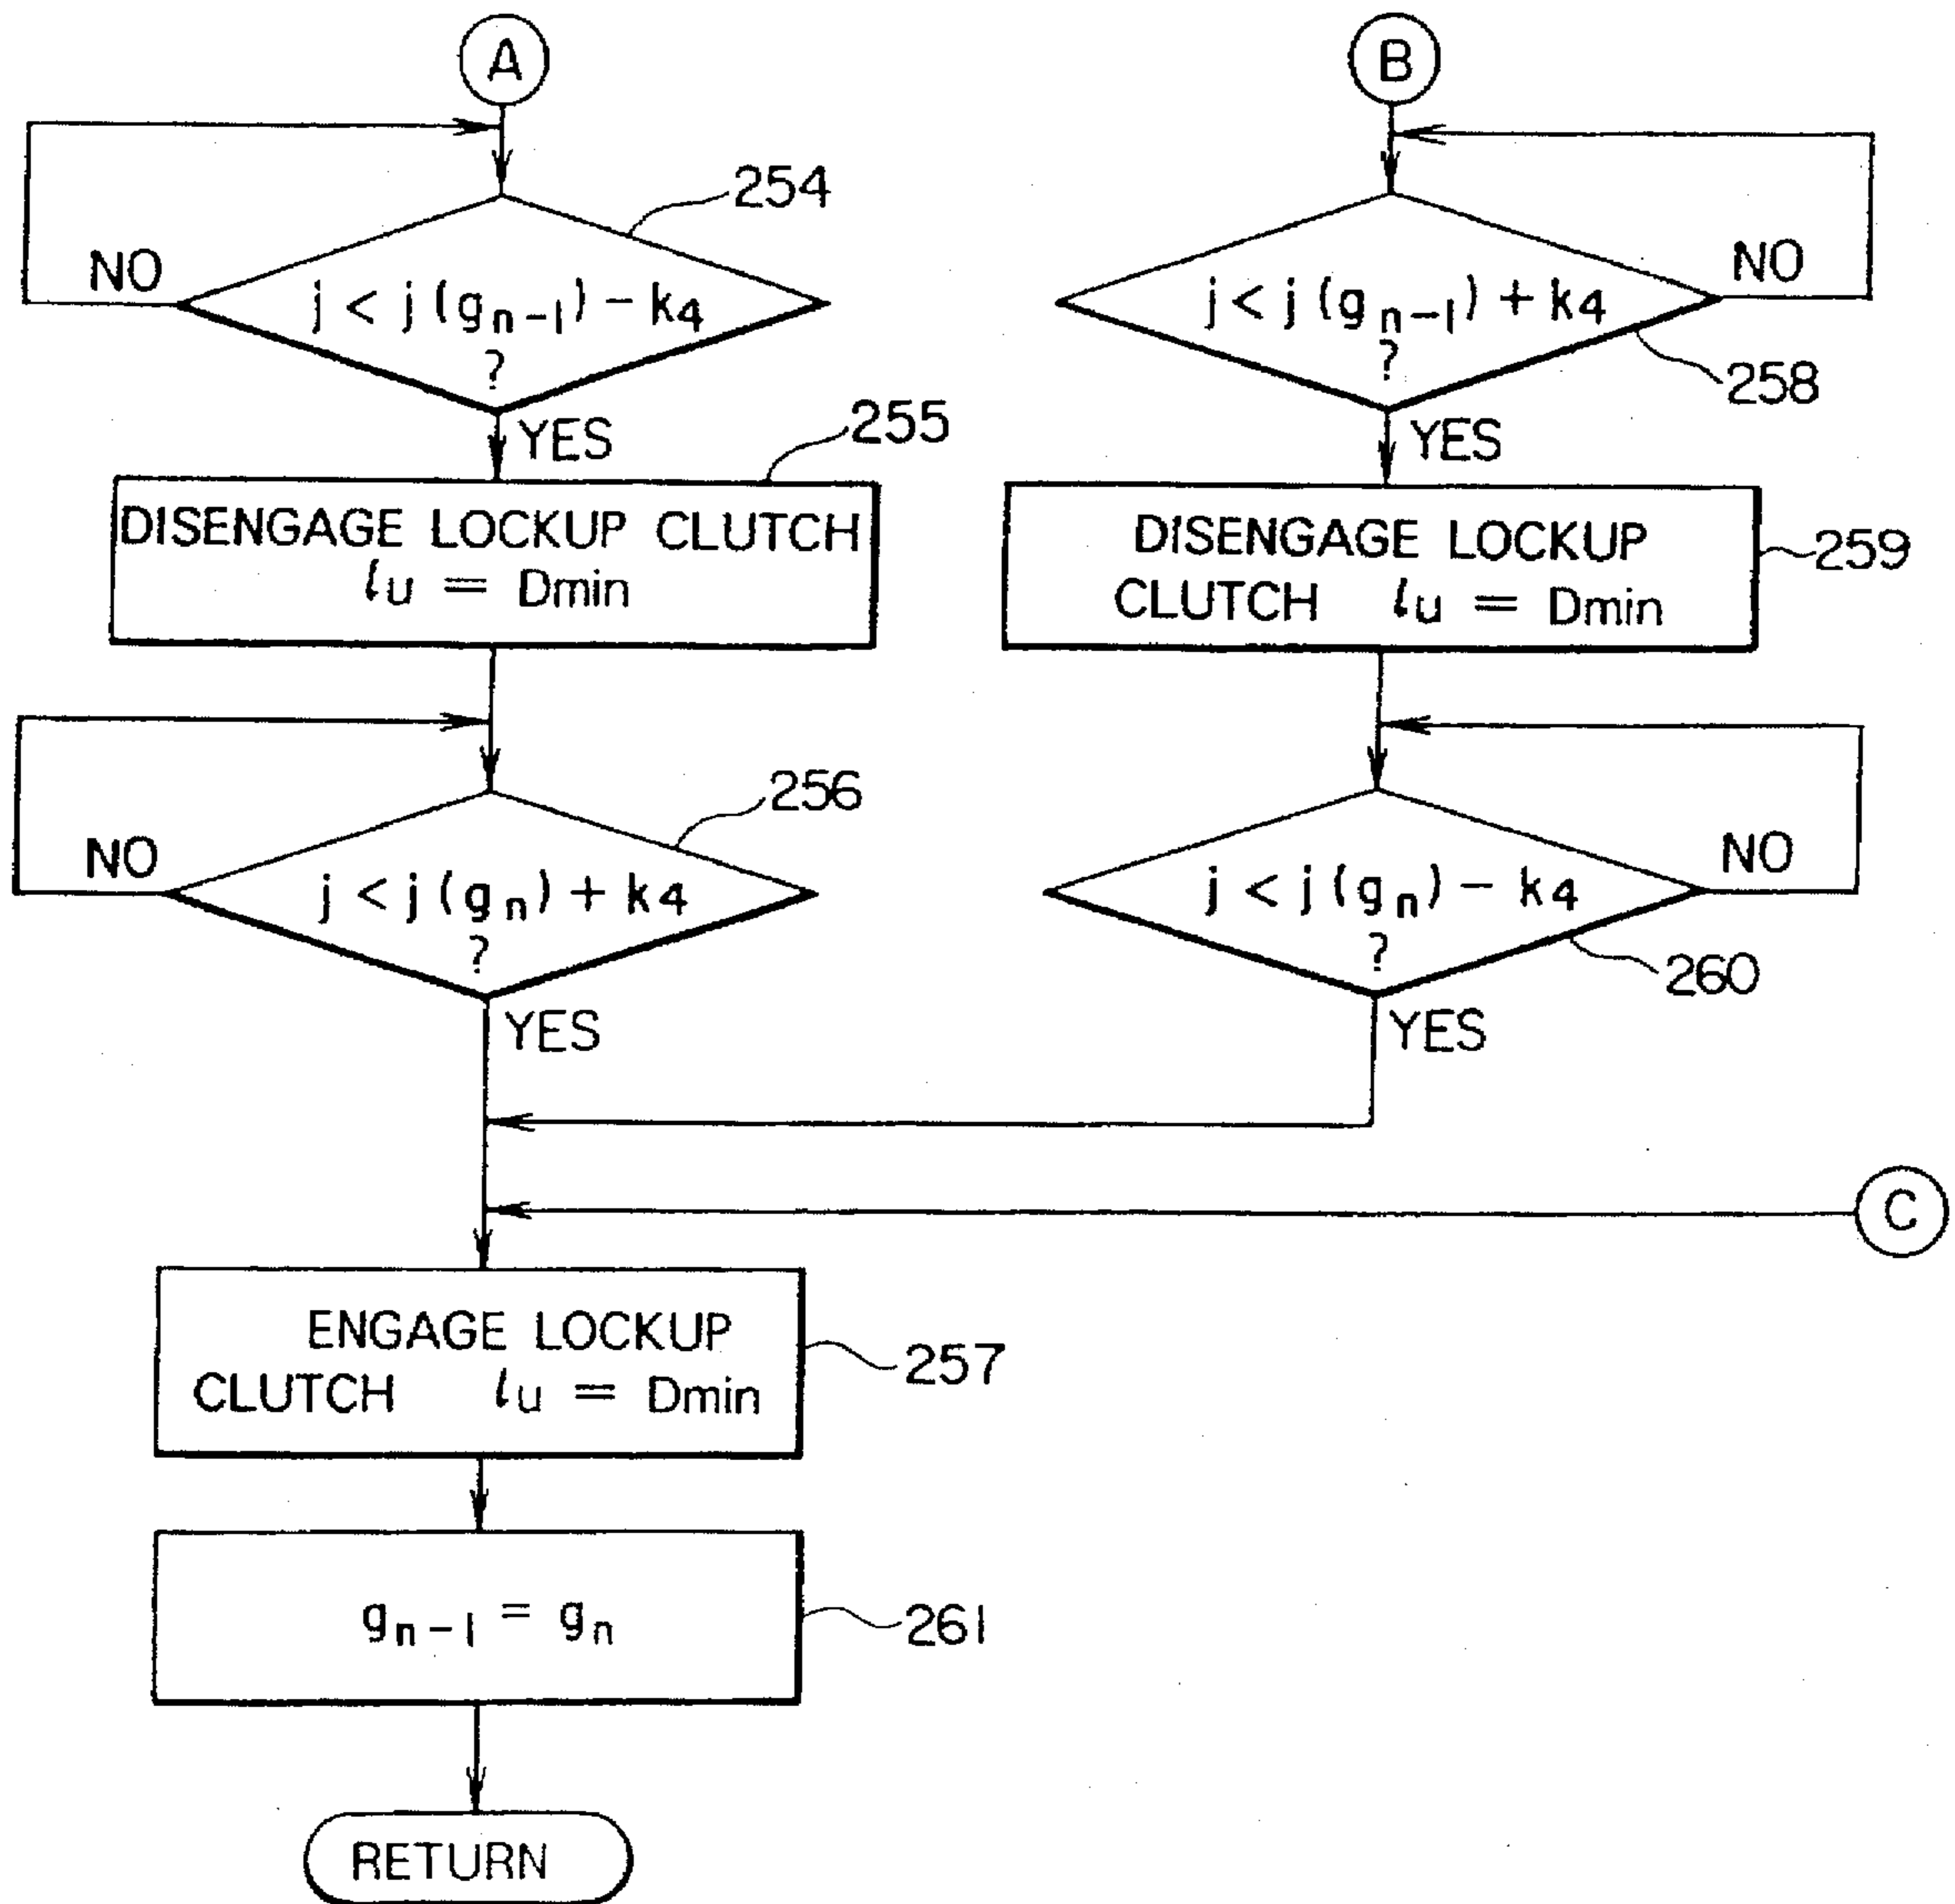 A
254
NO
j < j(gn-1) - k4
?
YES
255
DISENGAGE LOCKUP CLUTCH
lu = Dmin
256
NO
j < j(gn) + k4
?
YES
B
NO
j < j(gn-1) + k4
?
258
YES
DISENGAGE LOCKUP
CLUTCH lu = Dmin
259
NO
j < j(gn) - k4
?
260
YES
C
ENGAGE LOCKUP
CLUTCH lu = Dmin
257
gn-1 = gn
261
RETURN